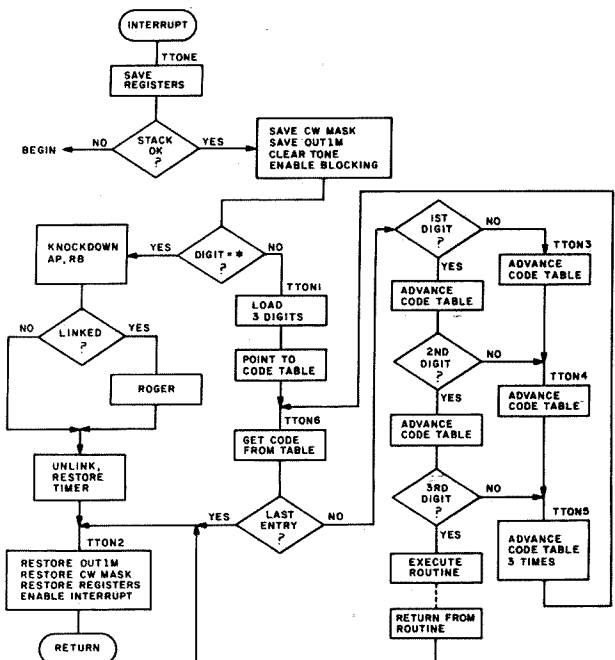 INTERRUPT
TTONE
SAVE
REGISTERS
BEGIN
NO
STACK
OK
?
YES
SAVE CW MASK
SAVE OUT1M
CLEAR TONE
ENABLE BLOCKING
KNOCKDOWN
AP, RB
YES
DIGIT = *
?
NO
TTON1
LOAD
3 DIGITS
POINT TO
CODE TABLE
NO
LINKED
?
YES
ROGER
UNLINK,
RESTORE
TIMER
TTON6
GET CODE
FROM TABLE
YES
LAST
ENTRY
?
NO
TTON2
RESTORE OUT1M
RESTORE CW MASK
RESTORE REGISTERS
ENABLE INTERRUPT
RETURN
1ST
DIGIT
?
NO
YES
TTON3
ADVANCE
CODE TABLE
ADVANCE
CODE TABLE
2ND
DIGIT
?
NO
YES
TTON4
ADVANCE
CODE TABLE
ADVANCE
CODE TABLE
3RD
DIGIT
?
NO
YES
TTON5
ADVANCE
CODE TABLE
3 TIMES
EXECUTE
ROUTINE
RETURN FROM
ROUTINE